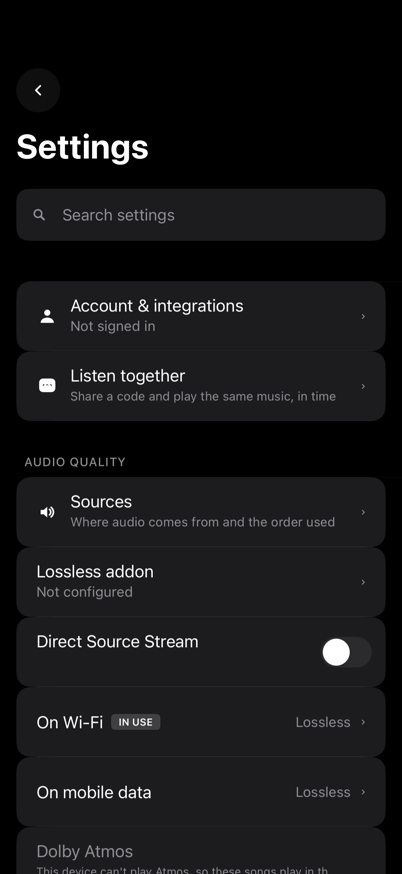 Settings
Search settings
Account & integrations
Not signed in
Listen together
Share a code and play the same music, in time
AUDIO QUALITY
Sources
Where audio comes from and the order used
Lossless addon
Not configured
Direct Source Stream
On Wi-Fi IN USE Lossless
On mobile data Lossless
Dolby Atmos
This device can't play Atmos, so these songs play in th